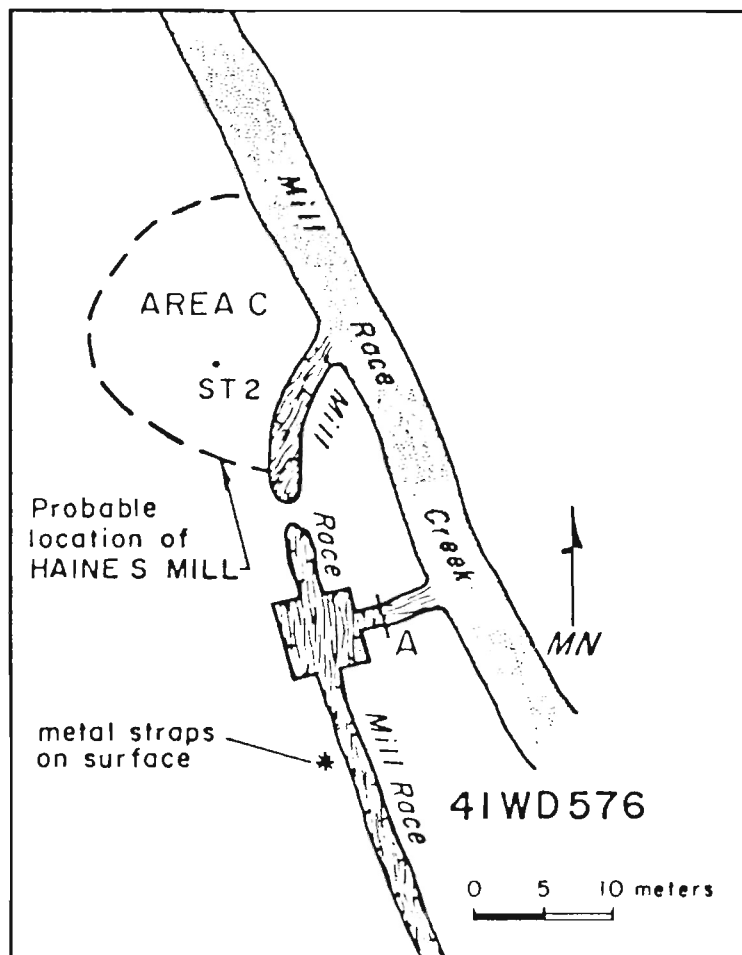 Mill
Race
Creek
AREA C
ST 2
Mill
Race
Probable
location of
HAINES MILL
A
MN
metal straps
on surface
Mill Race
41WD576
0 5 10 meters